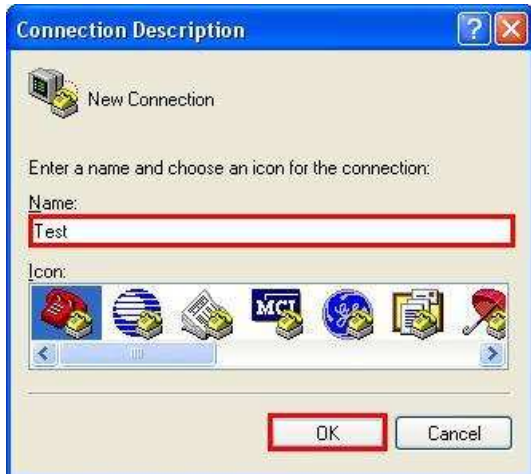 Connection Description
New Connection
Enter a name and choose an icon for the connection:
Name:
Test
Icon:
MCI
OK
Cancel